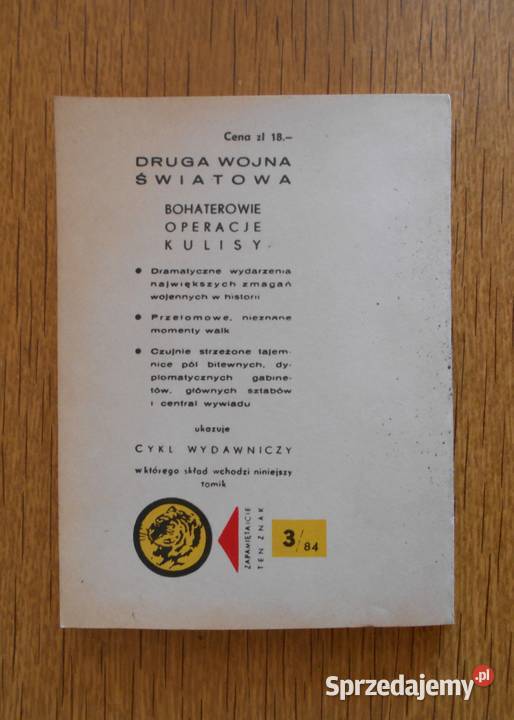 Cena zł 18.—
DRUGA WOJNA
ŚWIATOWA
BOHATEROWIE
OPERACJE
KULISY
● Dramatyczne wydarzenia
największych zmagań
wojennych w historii
● Przełomowe, nieznane
momenty walk
● Czujnie strzeżone tajem-
nice pól bitewnych, dy-
plomatycznych gabine-
tów, głównych sztabów
i central wywiadu
ukazuje
CYKL WYDAWNICZY
w którego skład wchodzi niniejszy
tomik
ZAPAMIĘTAJCIE
TEN ZNAK
3/84
Sprzedajemy.pl